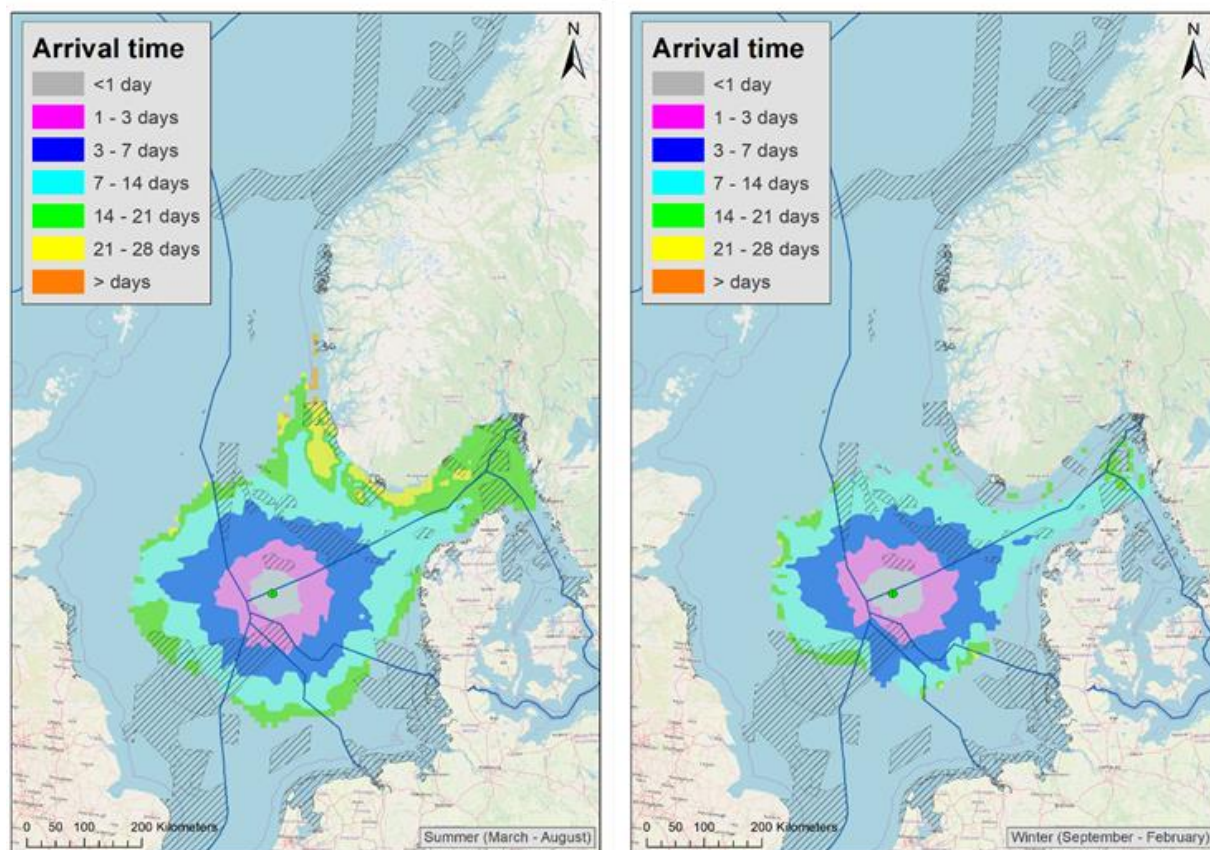 Arrival time
<1 day
1 - 3 days
3 - 7 days
7 - 14 days
14 - 21 days
21 - 28 days
> days
N
0 50 100 200 Kilometers
Summer (March - August)
Arrival time
<1 day
1 - 3 days
3 - 7 days
7 - 14 days
14 - 21 days
21 - 28 days
> days
N
0 50 100 200 Kilometers
Winter (September - February)